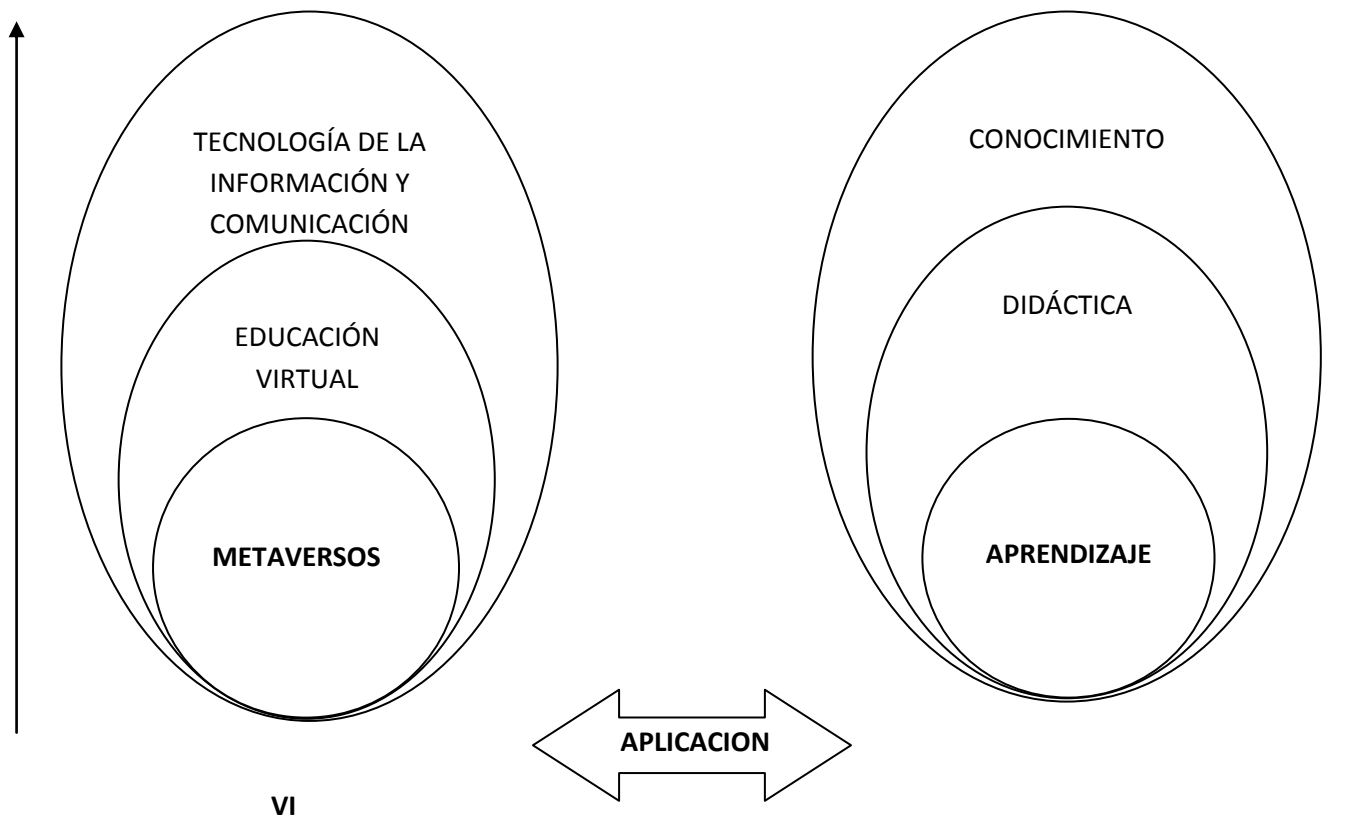 TECNOLOGÍA DE LA
INFORMACIÓN Y
COMUNICACIÓN
EDUCACIÓN
VIRTUAL
METAVERSOS
CONOCIMIENTO
DIDÁCTICA
APRENDIZAJE
APLICACION
VI